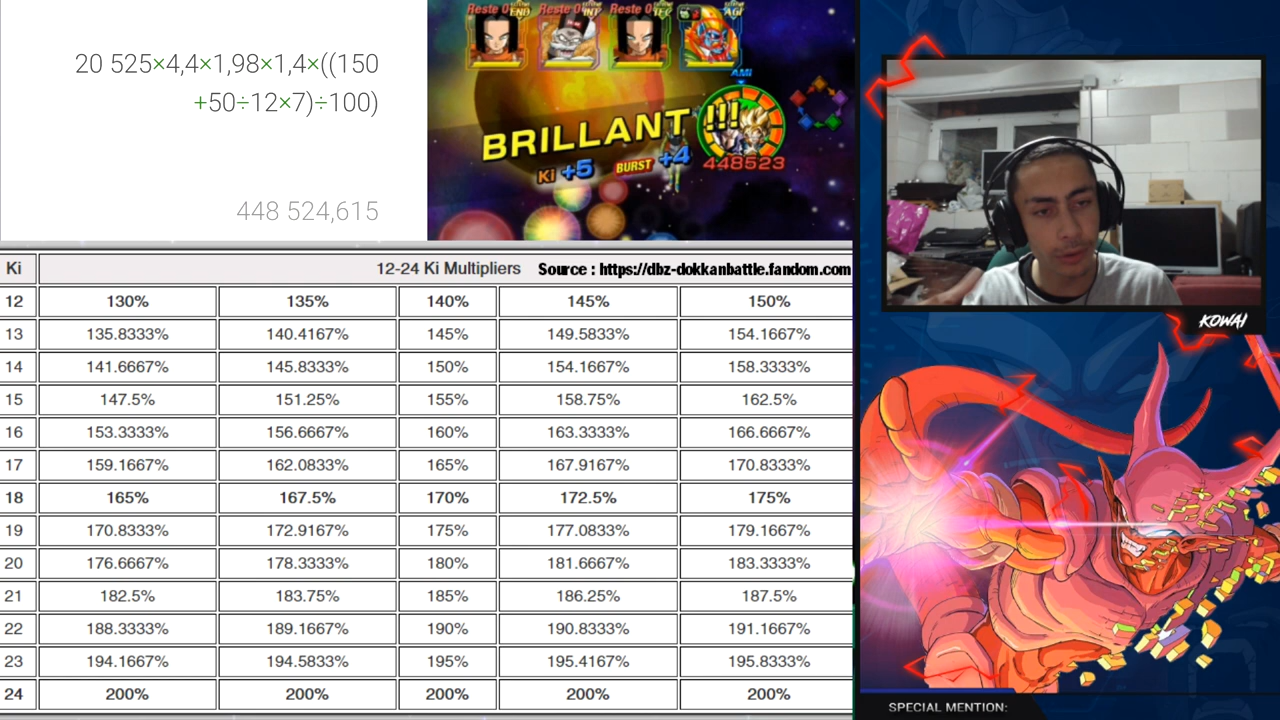 20 525×4,4×1,98×1,4×((150
+50÷12×7)÷100)
448 524,615
Reste 0 END Reste 0 INT Reste 0 TEC AGI
AMI
BRILLANT !!!
Ki +5 BURST +4
448523
KOWAI
Ki 12-24 Ki Multipliers Source : https://dbz-dokkanbattle.fandom.com
12 130% 135% 140% 145% 150%
13 135.8333% 140.4167% 145% 149.5833% 154.1667%
14 141.6667% 145.8333% 150% 154.1667% 158.3333%
15 147.5% 151.25% 155% 158.75% 162.5%
16 153.3333% 156.6667% 160% 163.3333% 166.6667%
17 159.1667% 162.0833% 165% 167.9167% 170.8333%
18 165% 167.5% 170% 172.5% 175%
19 170.8333% 172.9167% 175% 177.0833% 179.1667%
20 176.6667% 178.3333% 180% 181.6667% 183.3333%
21 182.5% 183.75% 185% 186.25% 187.5%
22 188.3333% 189.1667% 190% 190.8333% 191.1667%
23 194.1667% 194.5833% 195% 195.4167% 195.8333%
24 200% 200% 200% 200% 200%
SPECIAL MENTION: